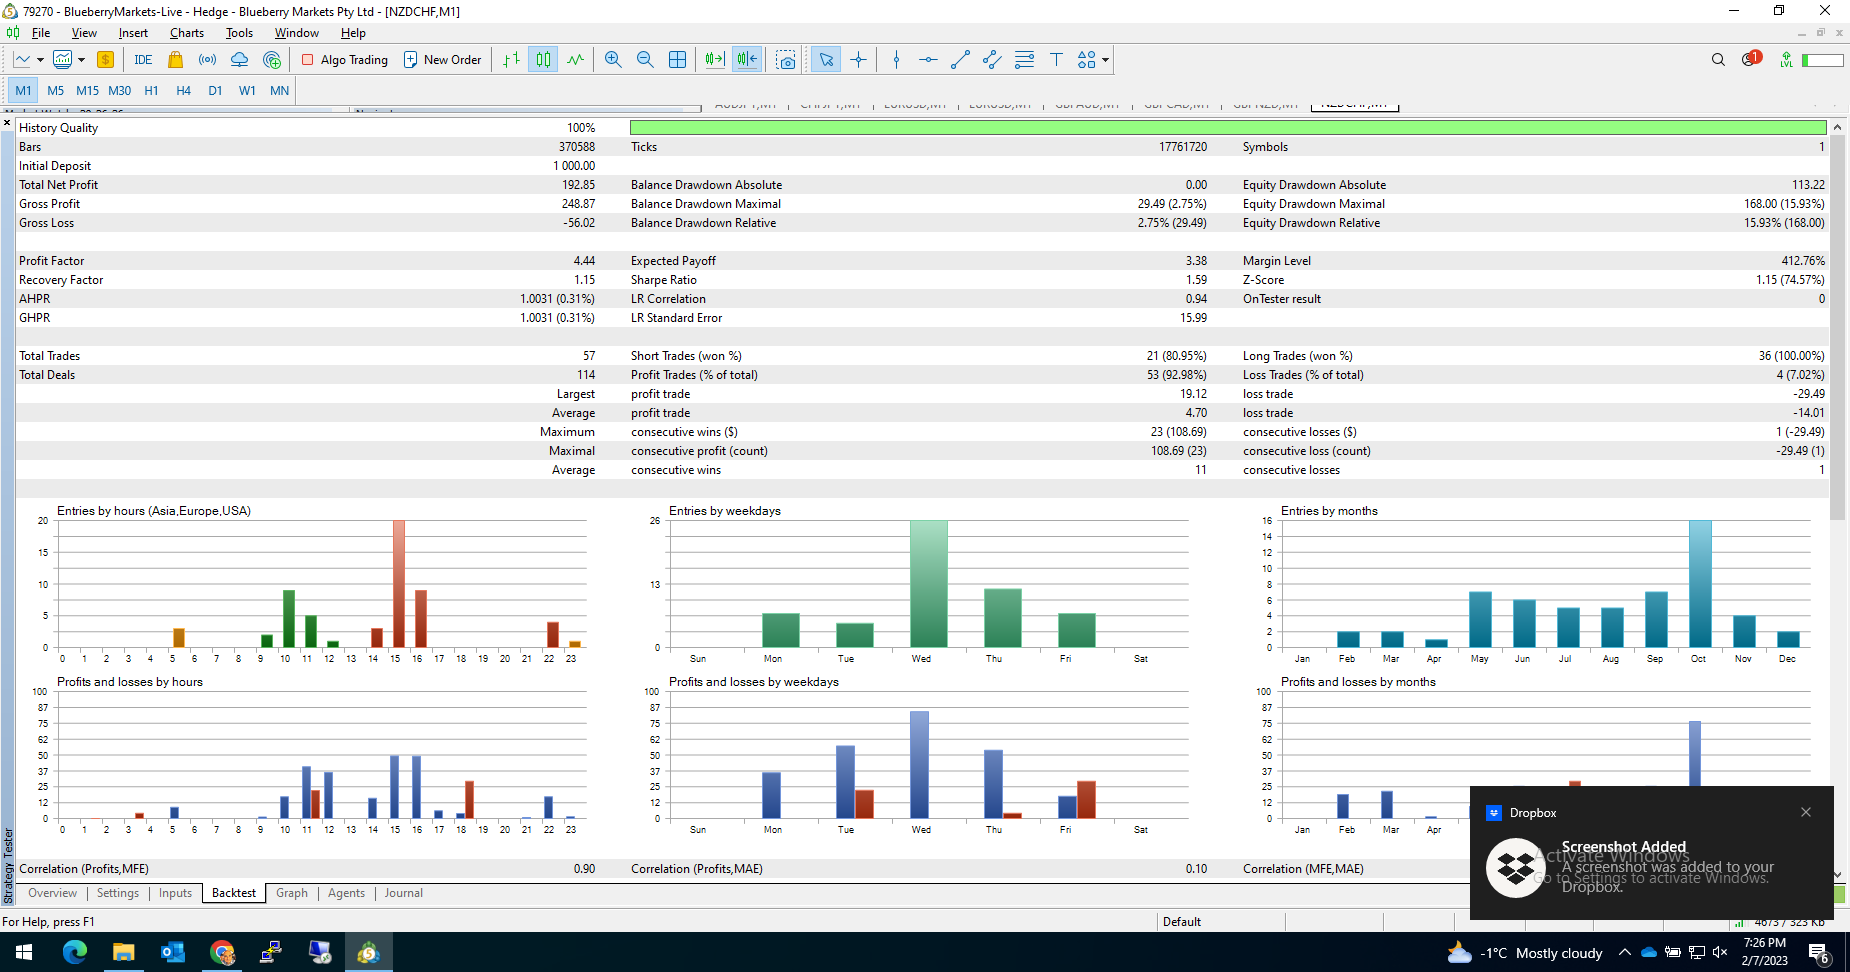 79270 - BlueberryMarkets-Live - Hedge - Blueberry Markets Pty Ltd - [NZDCHF,M1]
File View Insert Charts Tools Window Help
IDE Algo Trading New Order 1 LVL
M1 M5 M15 M30 H1 H4 D1 W1 MN
History Quality 100%
Bars 370588 Ticks 17761720 Symbols 1
Initial Deposit 1 000.00
Total Net Profit 192.85 Balance Drawdown Absolute 0.00 Equity Drawdown Absolute 113.22
Gross Profit 248.87 Balance Drawdown Maximal 29.49 (2.75%) Equity Drawdown Maximal 168.00 (15.93%)
Gross Loss -56.02 Balance Drawdown Relative 2.75% (29.49) Equity Drawdown Relative 15.93% (168.00)
Profit Factor 4.44 Expected Payoff 3.38 Margin Level 412.76%
Recovery Factor 1.15 Sharpe Ratio 1.59 Z-Score 1.15 (74.57%)
AHPR 1.0031 (0.31%) LR Correlation 0.94 OnTester result 0
GHPR 1.0031 (0.31%) LR Standard Error 15.99
Total Trades 57 Short Trades (won %) 21 (80.95%) Long Trades (won %) 36 (100.00%)
Total Deals 114 Profit Trades (% of total) 53 (92.98%) Loss Trades (% of total) 4 (7.02%)
Largest profit trade 19.12 loss trade -29.49
Average profit trade 4.70 loss trade -14.01
Maximum consecutive wins ($) 23 (108.69) consecutive losses ($) 1 (-29.49)
Maximal consecutive profit (count) 108.69 (23) consecutive loss (count) -29.49 (1)
Average consecutive wins 11 consecutive losses 1
Entries by hours (Asia,Europe,USA)
20
15
10
5
0
0 1 2 3 4 5 6 7 8 9 10 11 12 13 14 15 16 17 18 19 20 21 22 23
Entries by weekdays
26
13
0
Sun Mon Tue Wed Thu Fri Sat
Entries by months
16
14
12
10
8
6
4
2
0
Jan Feb Mar Apr May Jun Jul Aug Sep Oct Nov Dec
Profits and losses by hours
100
87
75
62
50
37
25
12
0
0 1 2 3 4 5 6 7 8 9 10 11 12 13 14 15 16 17 18 19 20 21 22 23
Profits and losses by weekdays
100
87
75
62
50
37
25
12
0
Sun Mon Tue Wed Thu Fri Sat
Profits and losses by months
100
87
75
62
50
37
25
12
0
Jan Feb Mar Apr
Correlation (Profits,MFE) 0.90 Correlation (Profits,MAE) 0.10 Correlation (MFE,MAE)
Strategy Tester
Overview Settings Inputs Backtest Graph Agents Journal
Dropbox
Screenshot Added
A screenshot was added to your
Dropbox.
Activate Windows
Go to Settings to activate Windows.
For Help, press F1 Default 4673 / 323 Kb
-1°C Mostly cloudy 7:26 PM
2/7/2023 6